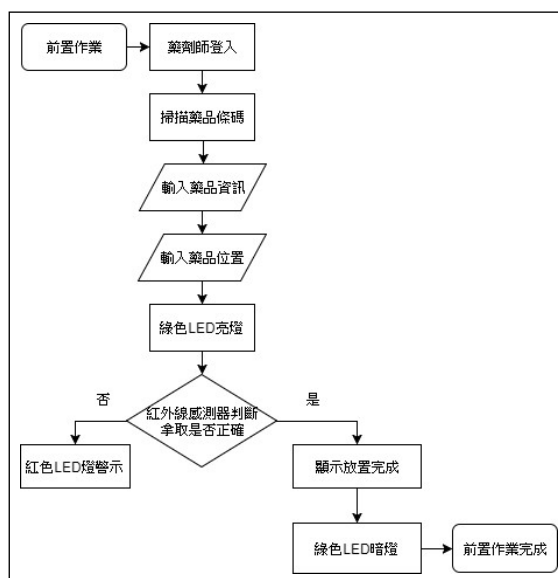 前置作業
藥劑師登入
掃描藥品條碼
輸入藥品資訊
輸入藥品位置
綠色LED亮燈
紅外線感測器判斷
拿取是否正確
否
是
紅色LED燈警示
顯示放置完成
綠色LED暗燈
前置作業完成